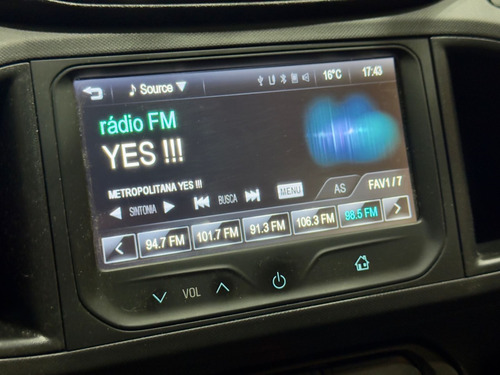 Source 16°C 17:43
rádio FM
YES !!!
METROPOLITANA YES !!!
SINTONIA BUSCA MENU AS FAV1 / 7
94.7 FM 101.7 FM 91.3 FM 106.3 FM 98.5 FM
VOL